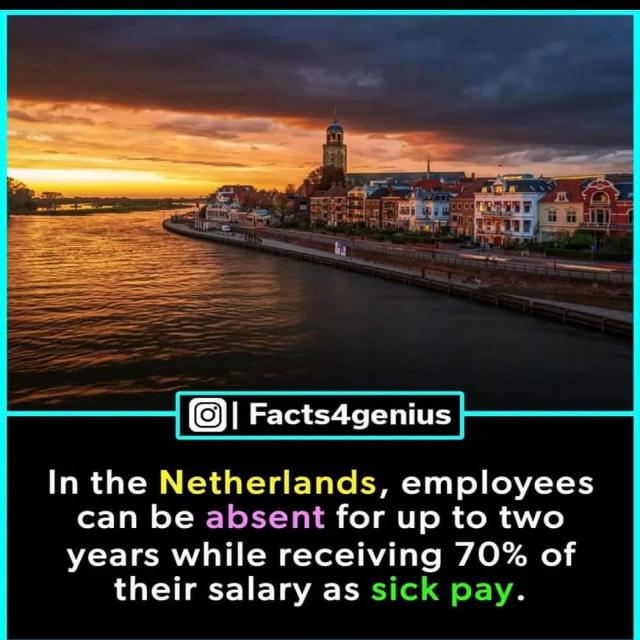 | Facts4genius
In the Netherlands, employees
can be absent for up to two
years while receiving 70% of
their salary as sick pay.